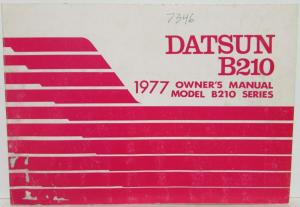 7346
DATSUN
B210
1977 OWNER'S MANUAL
MODEL B210 SERIES